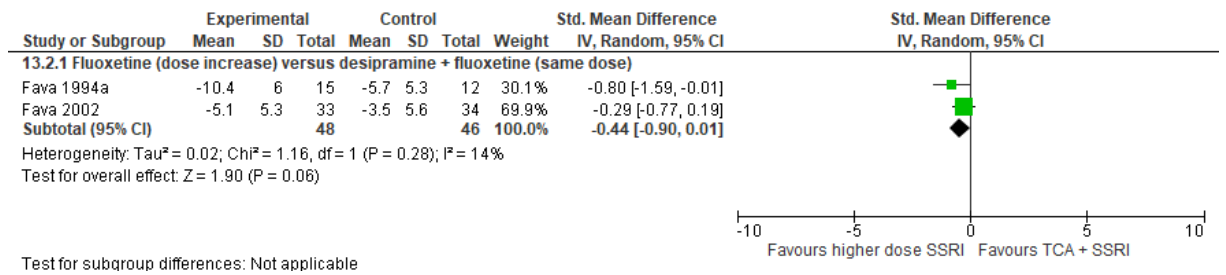 Experimental Control Std. Mean Difference Std. Mean Difference
Study or Subgroup Mean SD Total Mean SD Total Weight IV, Random, 95% CI IV, Random, 95% CI
13.2.1 Fluoxetine (dose increase) versus desipramine + fluoxetine (same dose)
Fava 1994a -10.4 6 15 -5.7 5.3 12 30.1% -0.80 [-1.59, -0.01]
Fava 2002 -5.1 5.3 33 -3.5 5.6 34 69.9% -0.29 [-0.77, 0.19]
Subtotal (95% CI) 48 46 100.0% -0.44 [-0.90, 0.01]
Heterogeneity: Tau² = 0.02; Chi² = 1.16, df = 1 (P = 0.28); I² = 14%
Test for overall effect: Z = 1.90 (P = 0.06)
-10 -5 0 5 10
Favours higher dose SSRI Favours TCA + SSRI
Test for subgroup differences: Not applicable